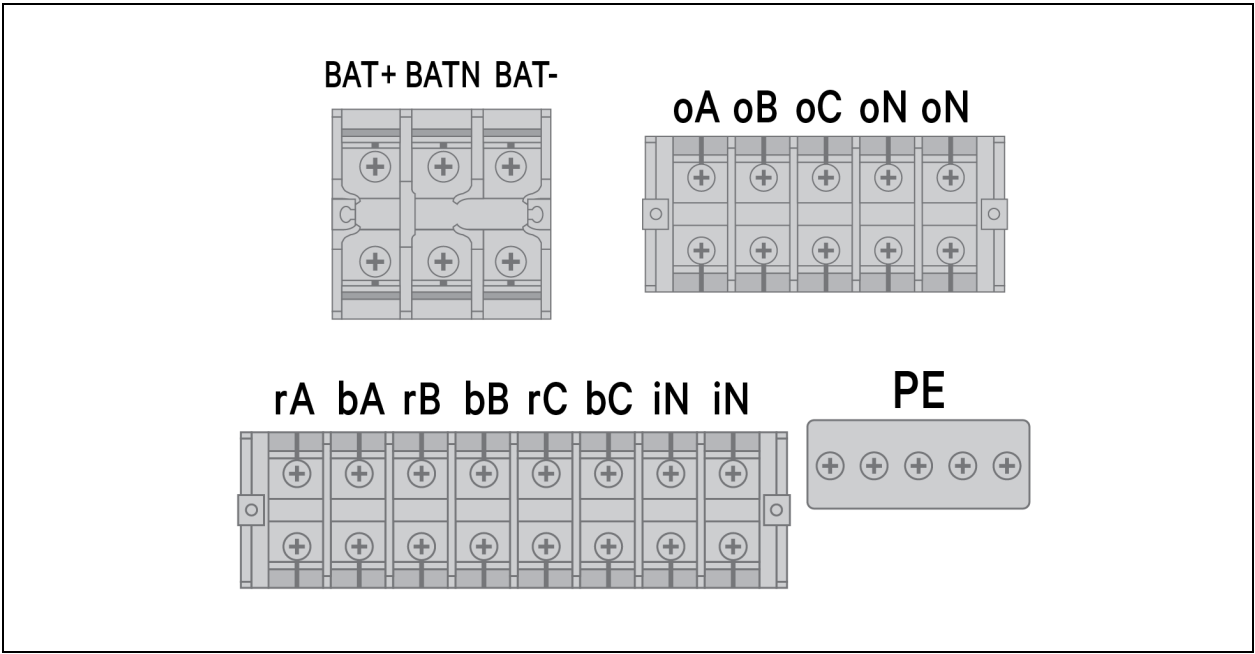 BAT+ BATN BAT-
oA oB oC oN oN
rA bA rB bB rC bC iN iN
PE